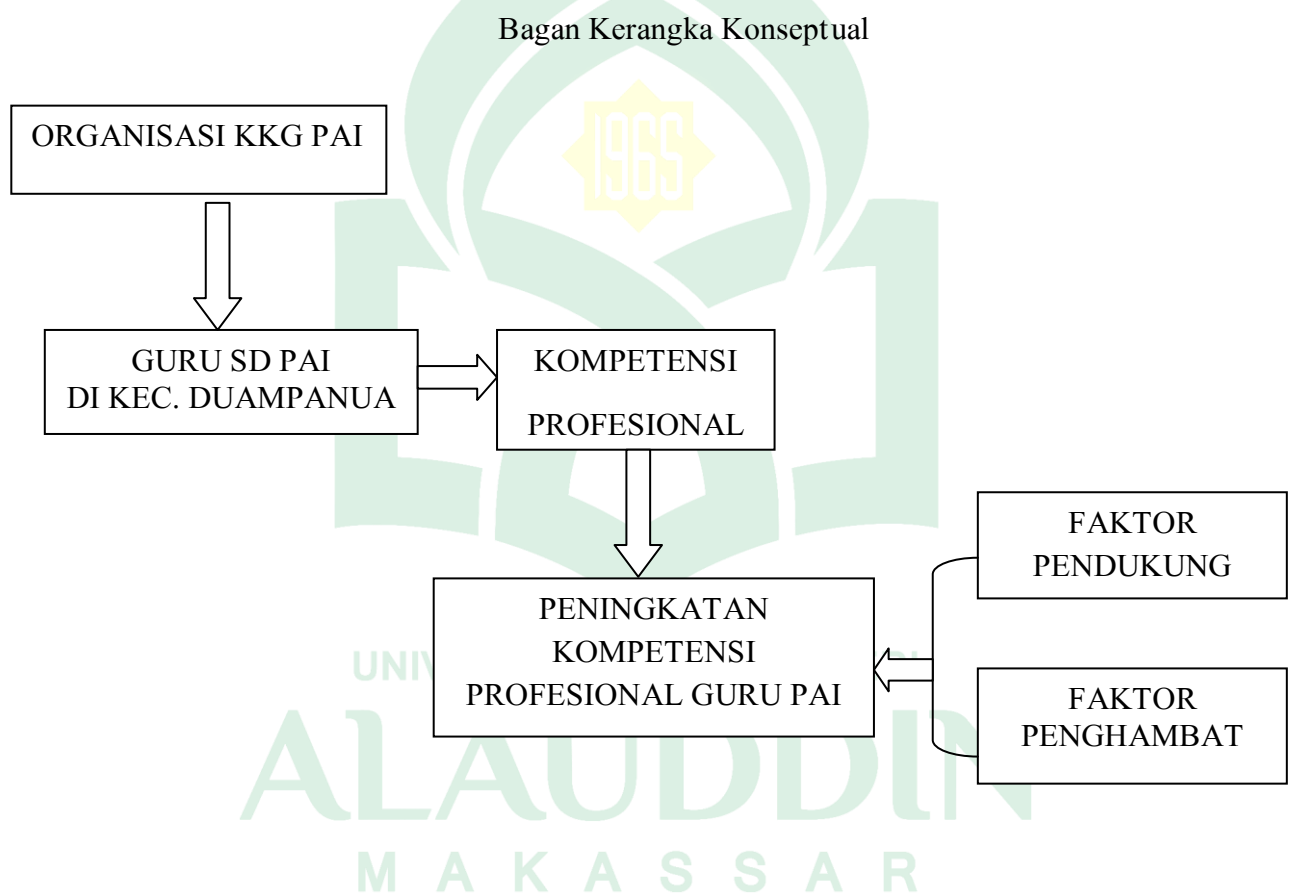 Bagan Kerangka Konseptual
1965
ORGANISASI KKG PAI
GURU SD PAI
DI KEC. DUAMPANUA
KOMPETENSI
PROFESIONAL
FAKTOR
PENDUKUNG
PENINGKATAN
KOMPETENSI
PROFESIONAL GURU PAI
FAKTOR
PENGHAMBAT
ALAUDDIN
MAKASSAR